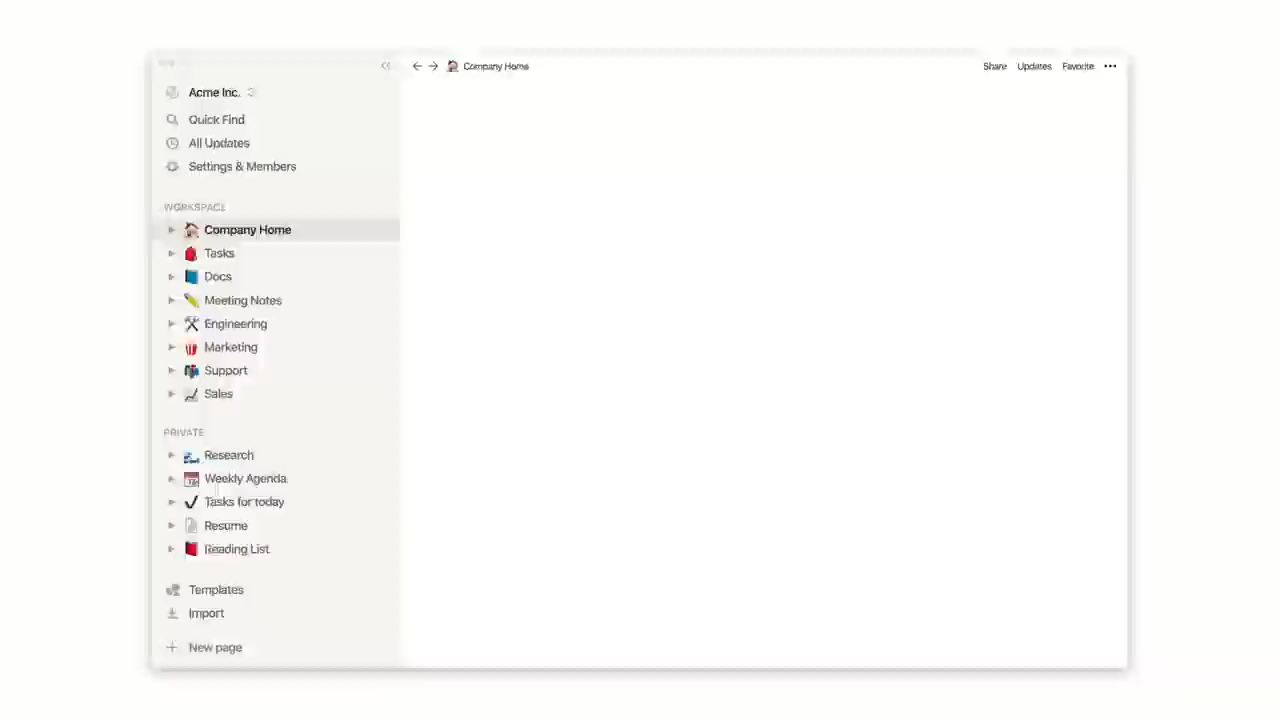 Company Home
Share Updates Favorite
Acme Inc.
Quick Find
All Updates
Settings & Members
WORKSPACE
Company Home
Tasks
Docs
Meeting Notes
Engineering
Marketing
Support
Sales
PRIVATE
Research
Weekly Agenda
Tasks for today
Resume
Reading List
Templates
Import
New page